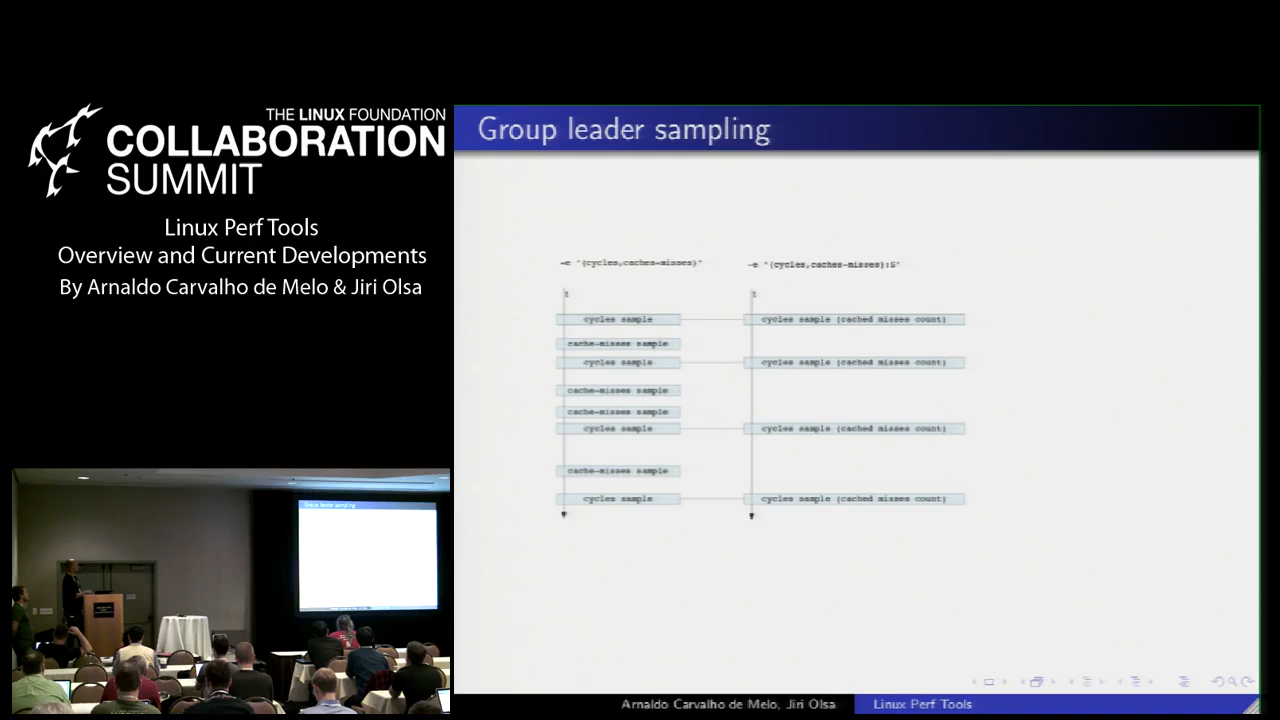 THE LINUX FOUNDATION
COLLABORATION
SUMMIT
Linux Perf Tools
Overview and Current Developments
By Arnaldo Carvalho de Melo & Jiri Olsa
Group leader sampling
-e "{cycles,caches-misses}"
-e "{cycles,caches-misses}:S"
t
t
cycles sample
cycles sample (cached misses count)
cache-misses sample
cycles sample
cycles sample (cached misses count)
cache-misses sample
cache-misses sample
cycles sample
cycles sample (cached misses count)
cache-misses sample
cycles sample
cycles sample (cached misses count)
Arnaldo Carvalho de Melo, Jiri Olsa
Linux Perf Tools
Group leader sampling